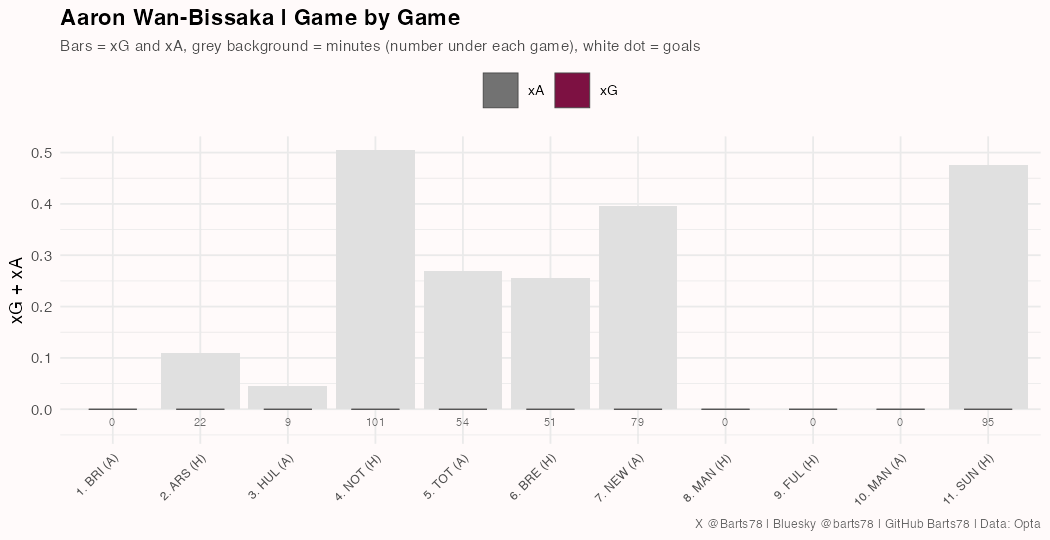 Aaron Wan-Bissaka | Game by Game
Bars = xG and xA, grey background = minutes (number under each game), white dot = goals
xA xG
xG + xA
0.5
0.4
0.3
0.2
0.1
0.0
0 22 9 101 54 51 79 0 0 0 95
1. BRI (A) 2. ARS (H) 3. HUL (A) 4. NOT (H) 5. TOT (A) 6. BRE (H) 7. NEW (A) 8. MAN (H) 9. FUL (H) 10. MAN (A) 11. SUN (H)
X @Barts78 | Bluesky @barts78 | GitHub Barts78 | Data: Opta